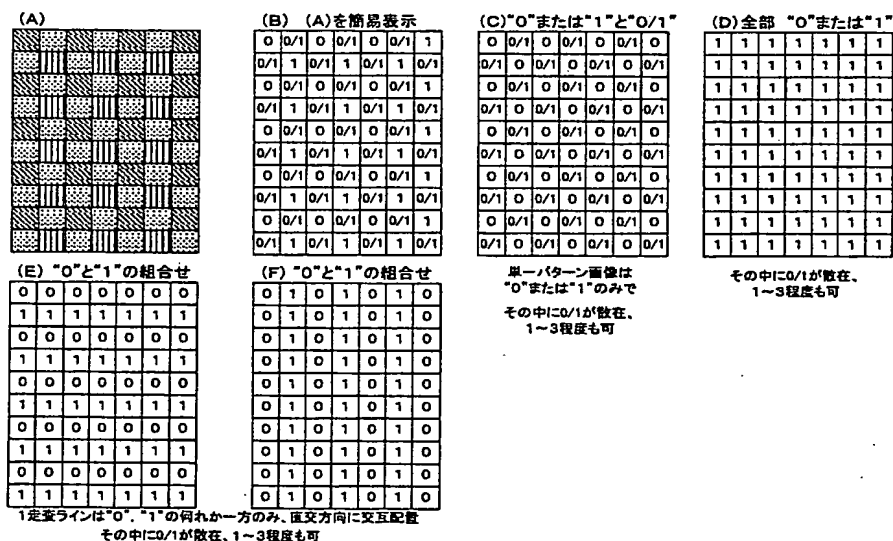 (A)
(B) (A)を簡易表示
0 0/1 0 0/1 0 0/1 1
0/1 1 0/1 1 0/1 1 0/1
0 0/1 0 0/1 0 0/1 1
0/1 1 0/1 1 0/1 1 0/1
0 0/1 0 0/1 0 0/1 1
0/1 1 0/1 1 0/1 1 0/1
0 0/1 0 0/1 0 0/1 1
0/1 1 0/1 1 0/1 1 0/1
0 0/1 0 0/1 0 0/1 1
0/1 1 0/1 1 0/1 1 0/1
(C)"0"または"1"と"0/1"
0 0/1 0 0/1 0 0/1 0
0/1 0 0/1 0 0/1 0 0/1
0 0/1 0 0/1 0 0/1 0
0/1 0 0/1 0 0/1 0 0/1
0 0/1 0 0/1 0 0/1 0
0/1 0 0/1 0 0/1 0 0/1
0 0/1 0 0/1 0 0/1 0
0/1 0 0/1 0 0/1 0 0/1
0 0/1 0 0/1 0 0/1 0
0/1 0 0/1 0 0/1 0 0/1
単一パターン画像は
"0"または"1"のみで
その中に0/1が散在、
1～3程度も可
(D)全部 "0"または"1"
1 1 1 1 1 1 1
1 1 1 1 1 1 1
1 1 1 1 1 1 1
1 1 1 1 1 1 1
1 1 1 1 1 1 1
1 1 1 1 1 1 1
1 1 1 1 1 1 1
1 1 1 1 1 1 1
1 1 1 1 1 1 1
1 1 1 1 1 1 1
その中に0/1が散在、
1～3程度も可
(E) "0"と"1"の組合せ
0 0 0 0 0 0 0
1 1 1 1 1 1 1
0 0 0 0 0 0 0
1 1 1 1 1 1 1
0 0 0 0 0 0 0
1 1 1 1 1 1 1
0 0 0 0 0 0 0
1 1 1 1 1 1 1
0 0 0 0 0 0 0
1 1 1 1 1 1 1
(F) "0"と"1"の組合せ
0 1 0 1 0 1 0
0 1 0 1 0 1 0
0 1 0 1 0 1 0
0 1 0 1 0 1 0
0 1 0 1 0 1 0
0 1 0 1 0 1 0
0 1 0 1 0 1 0
0 1 0 1 0 1 0
0 1 0 1 0 1 0
0 1 0 1 0 1 0
1走査ラインは"0"、"1"の何れか一方のみ、直交方向に交互配置
その中に0/1が散在、1～3程度も可